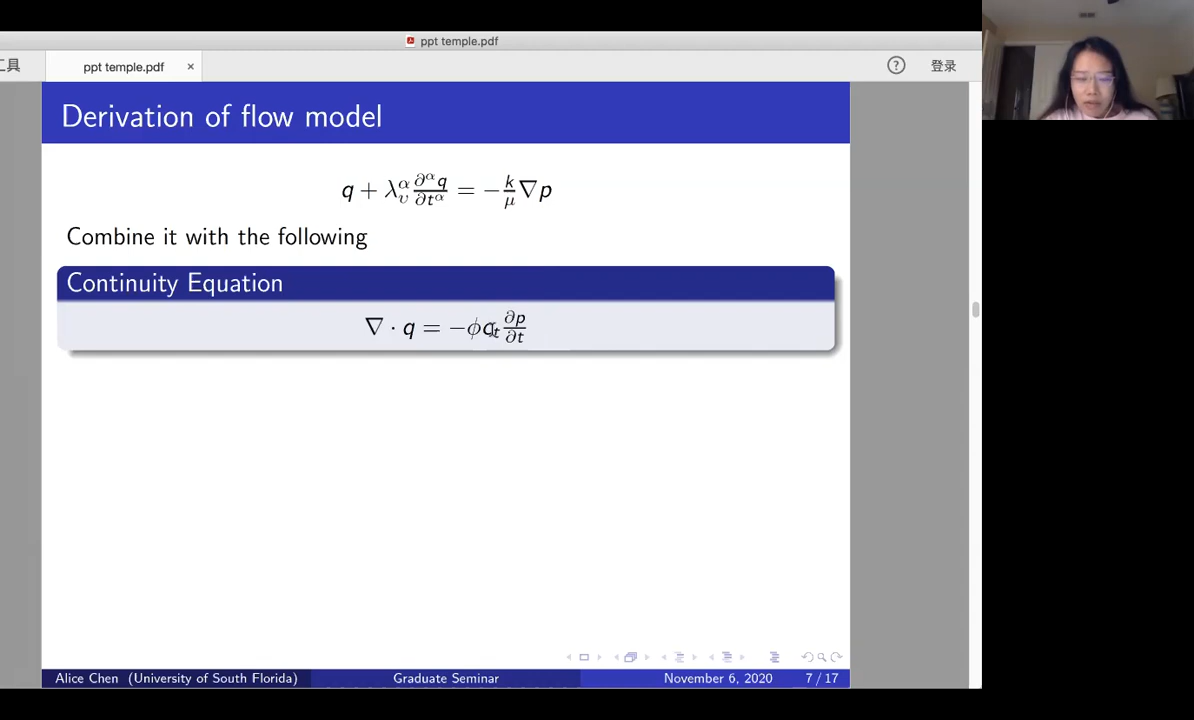 ppt temple.pdf
工具
ppt temple.pdf ×
? 登录
Derivation of flow model
q + λ_υ^α ∂^α q/∂t^α = −k/μ ∇p
Combine it with the following
Continuity Equation
∇ · q = −ϕc_t ∂p/∂t
Alice Chen (University of South Florida) Graduate Seminar November 6, 2020 7 / 17